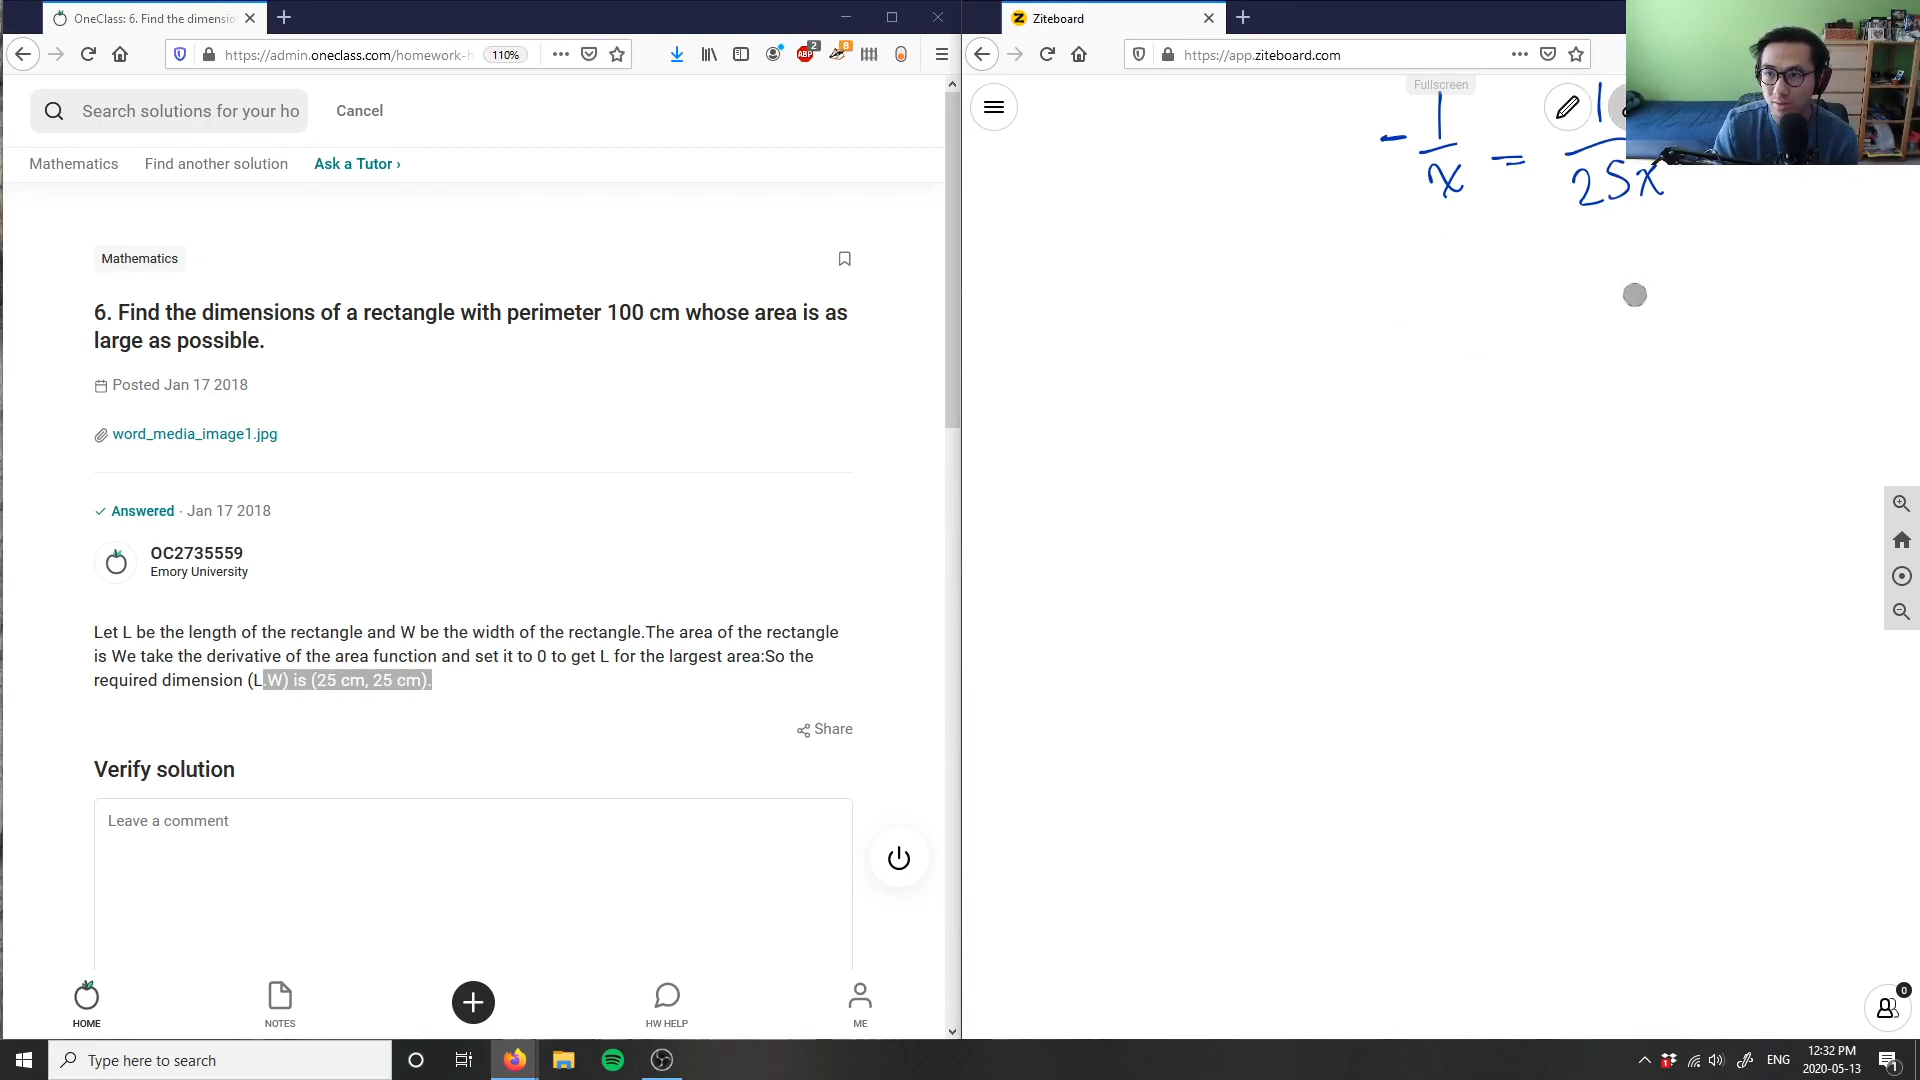 OneClass: 6. Find the dimensio
https://admin.oneclass.com/homework-h
110%
2
8
Search solutions for your ho
Cancel
Mathematics
Find another solution
Ask a Tutor ›
Mathematics
6. Find the dimensions of a rectangle with perimeter 100 cm whose area is as
large as possible.
Posted Jan 17 2018
word_media_image1.jpg
Answered · Jan 17 2018
OC2735559
Emory University
Let L be the length of the rectangle and W be the width of the rectangle.The area of the rectangle
is We take the derivative of the area function and set it to 0 to get L for the largest area:So the
required dimension (L,W) is (25 cm, 25 cm).
Share
Verify solution
Leave a comment
HOME
NOTES
HW HELP
ME
Ziteboard
https://app.ziteboard.com
Fullscreen
- 1/x = 1/25x
0
Type here to search
ENG
12:32 PM
2020-05-13
1